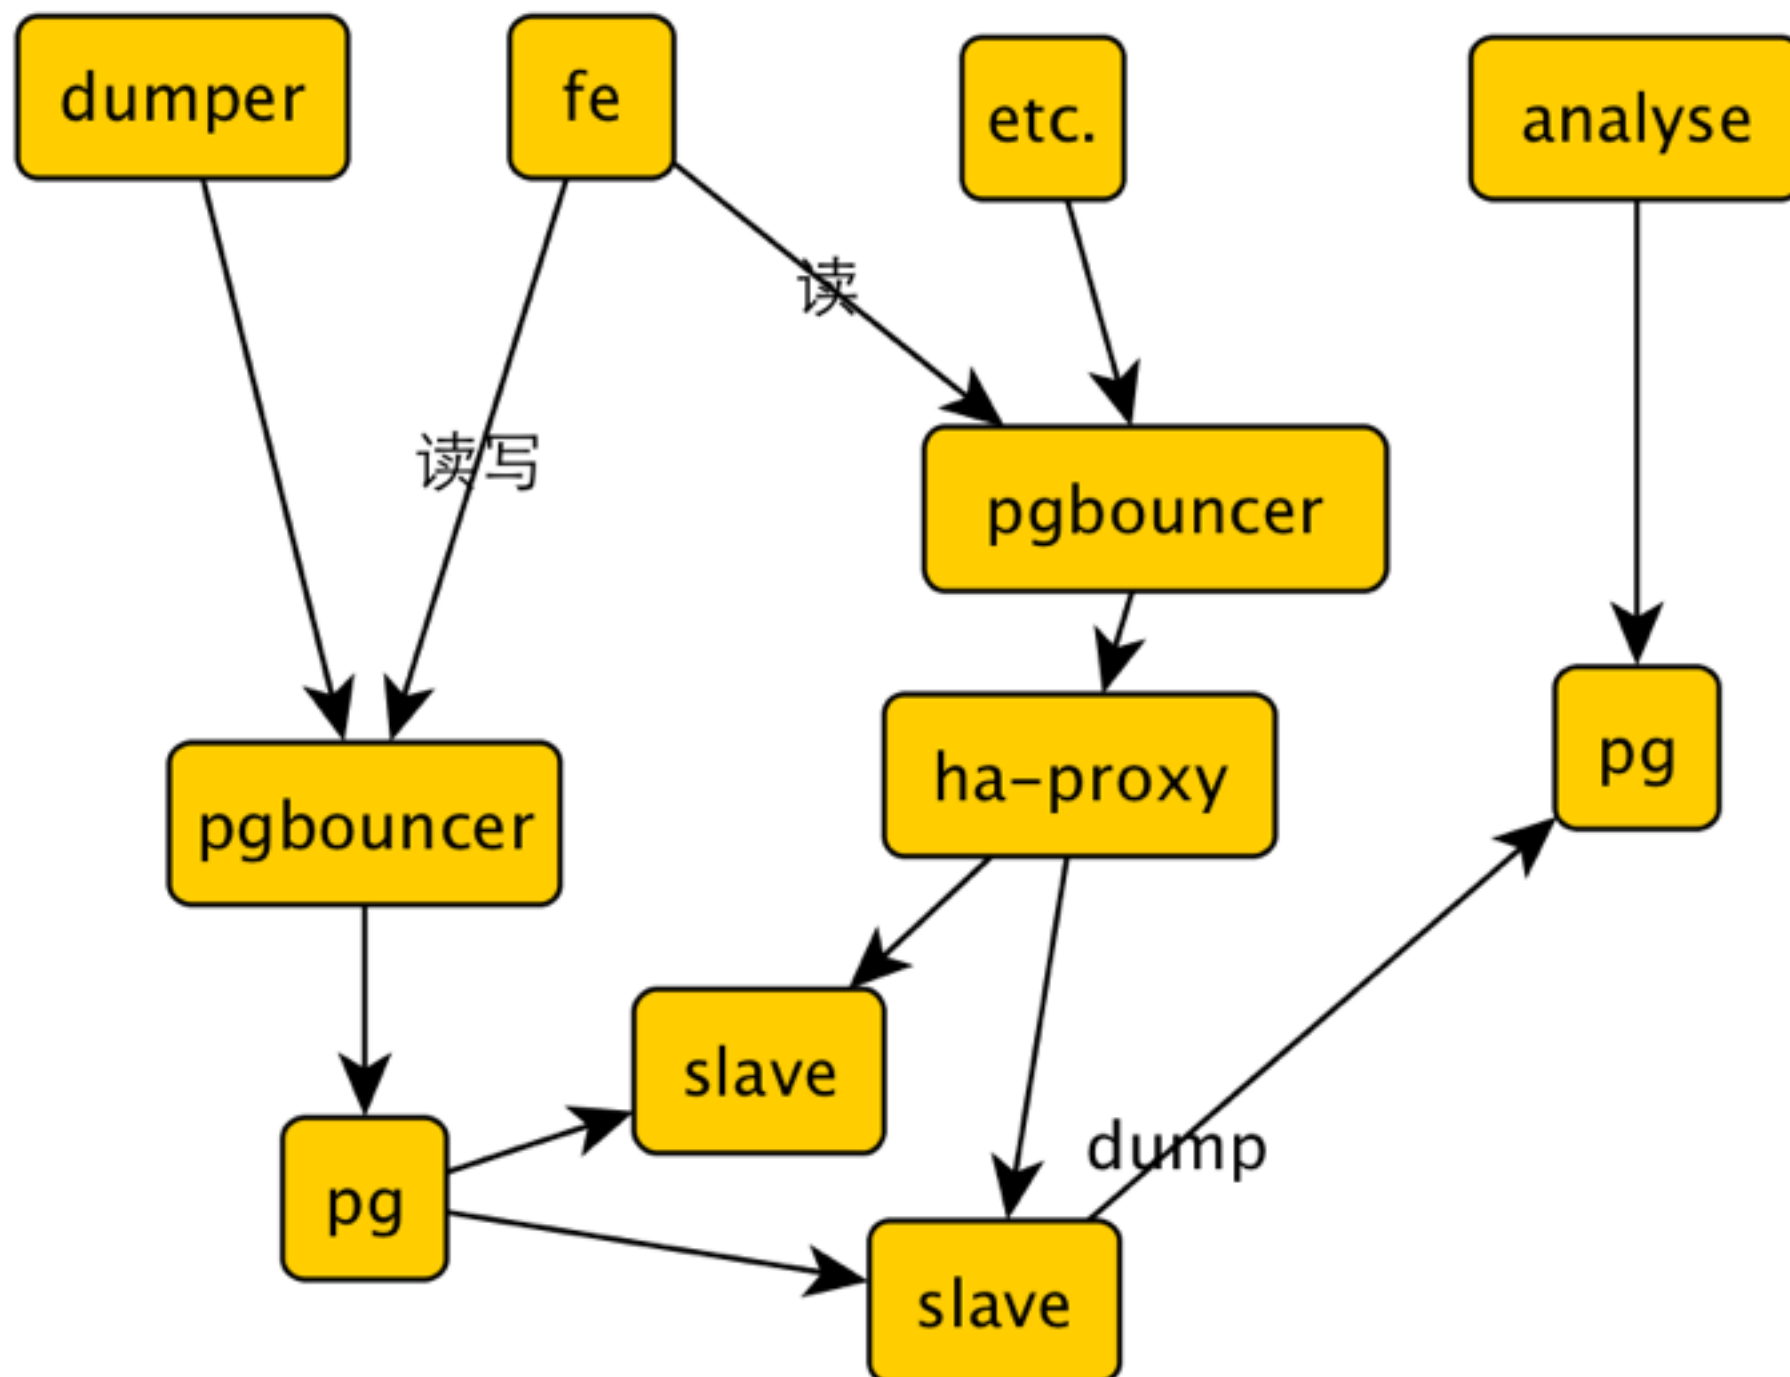 dumper
fe
etc.
analyse
读
读写
pgbouncer
pg
ha-proxy
pgbouncer
slave
dump
pg
slave